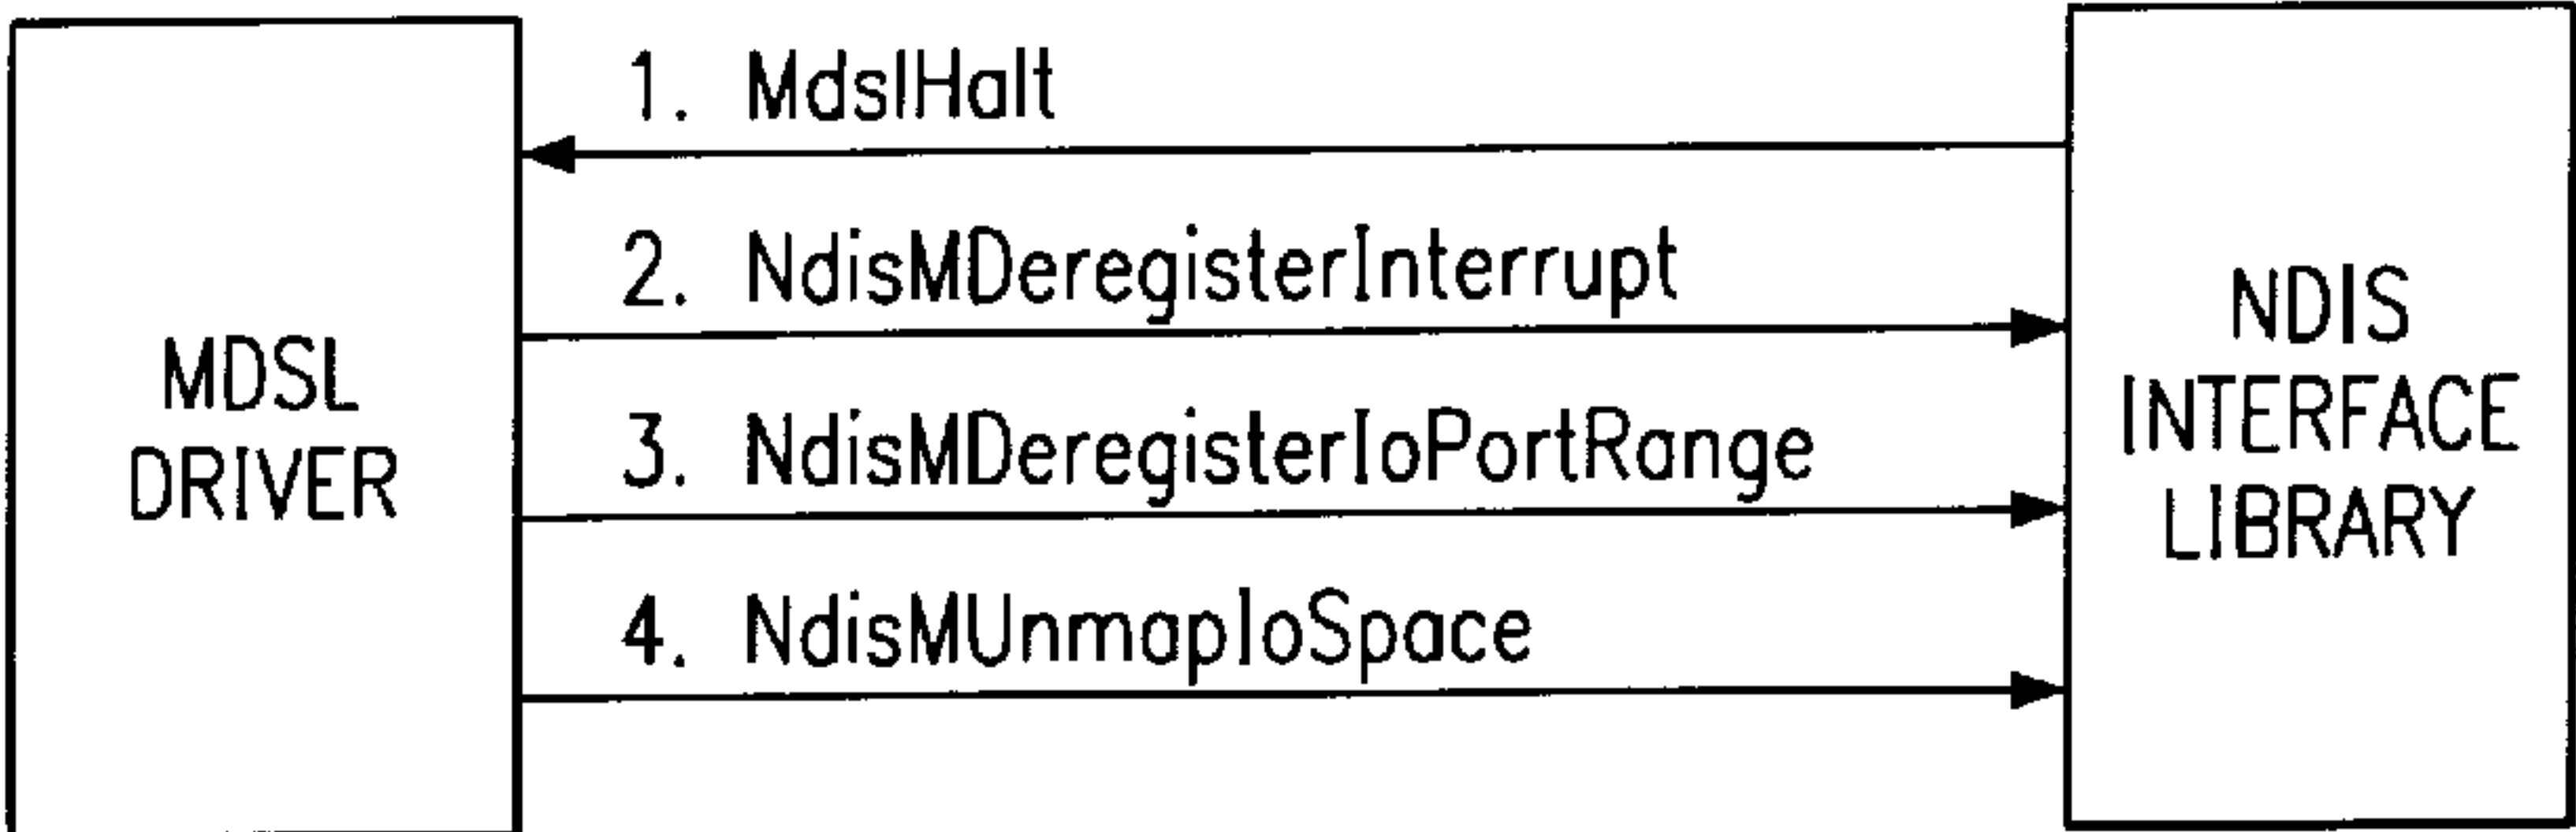 MDSL
DRIVER
1. MdslHalt
2. NdisMDeregisterInterrupt
3. NdisMDeregisterIoPortRange
4. NdisMUnmapIoSpace
NDIS
INTERFACE
LIBRARY